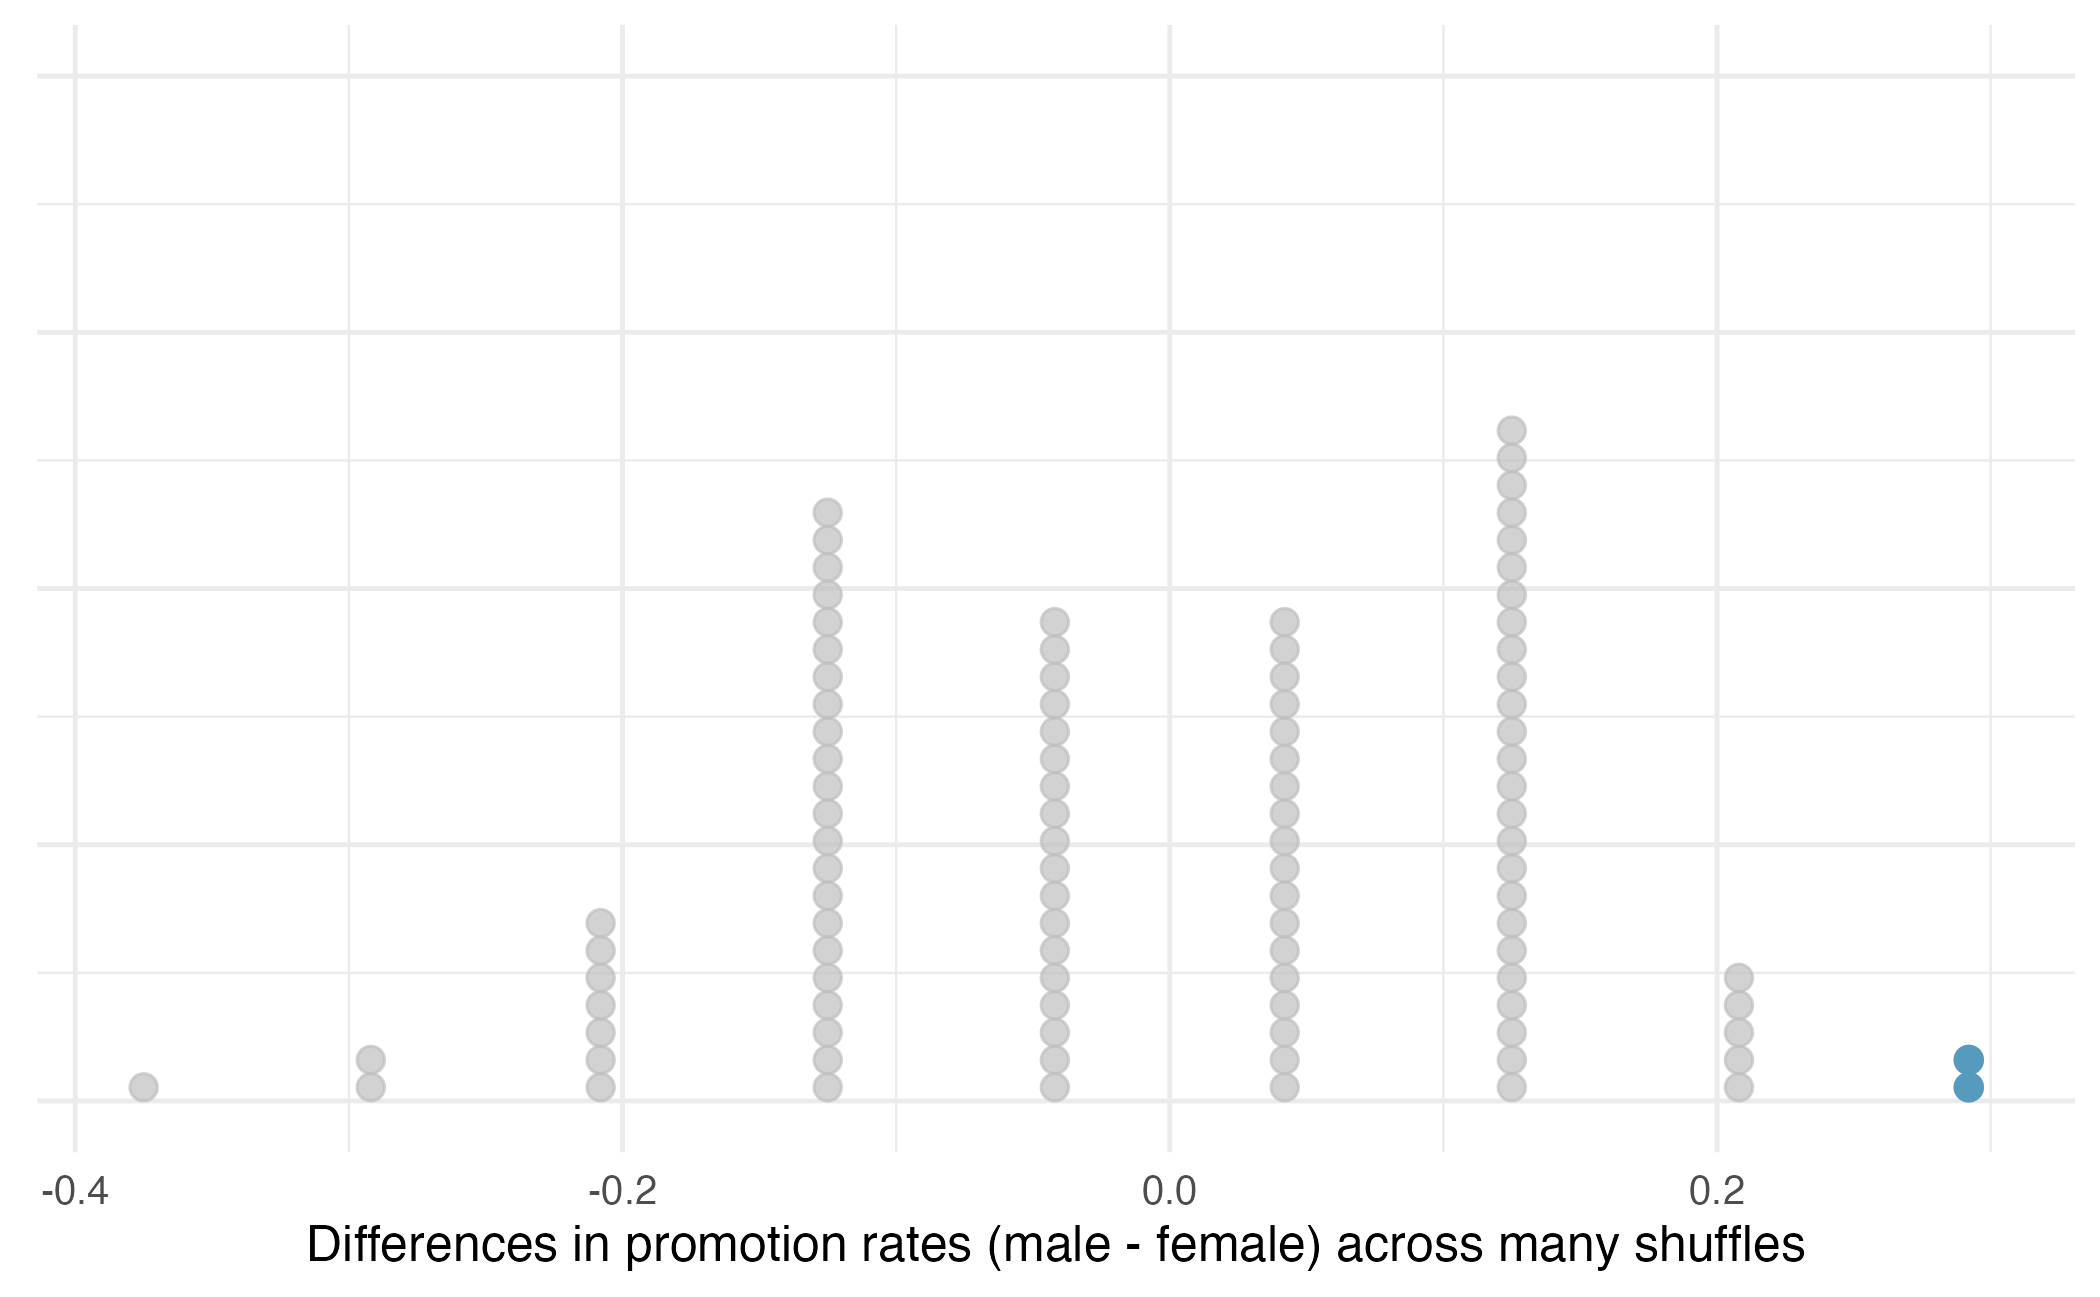 -0.4 -0.2 0.0 0.2
Differences in promotion rates (male - female) across many shuffles